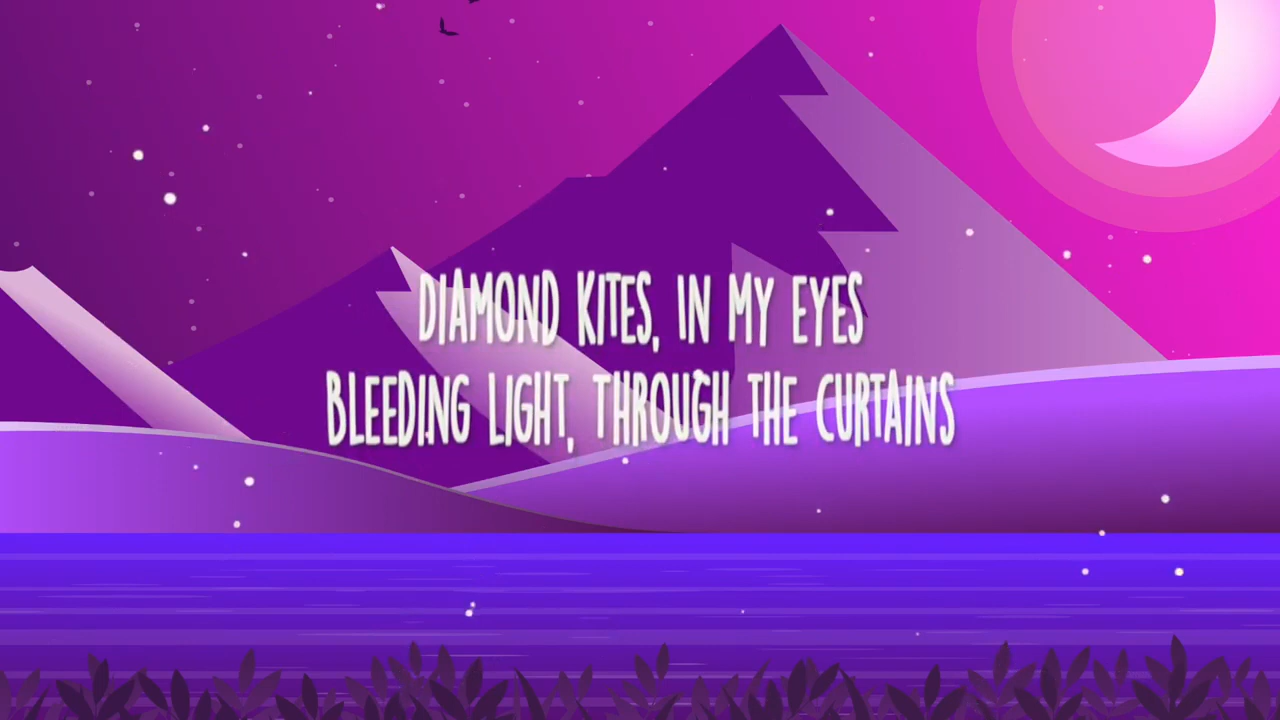 DIAMOND KITES, IN MY EYES
BLEEDING LIGHT, THROUGH THE CURTAINS